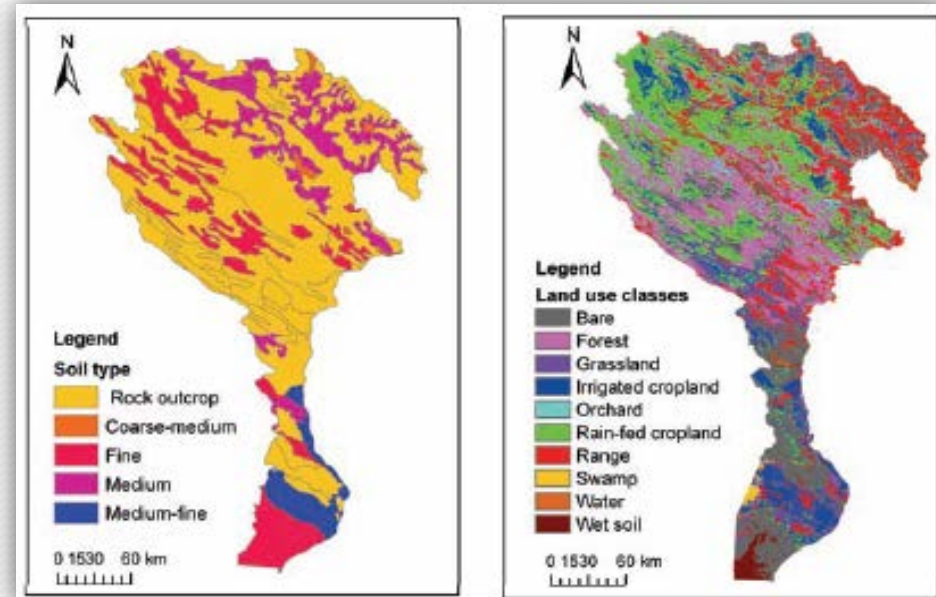 N
Legend
Soil type
Rock outcrop
Coarse-medium
Fine
Medium
Medium-fine
0 1530 60 km
N
Legend
Land use classes
Bare
Forest
Grassland
Irrigated cropland
Orchard
Rain-fed cropland
Range
Swamp
Water
Wet soil
0 1530 60 km